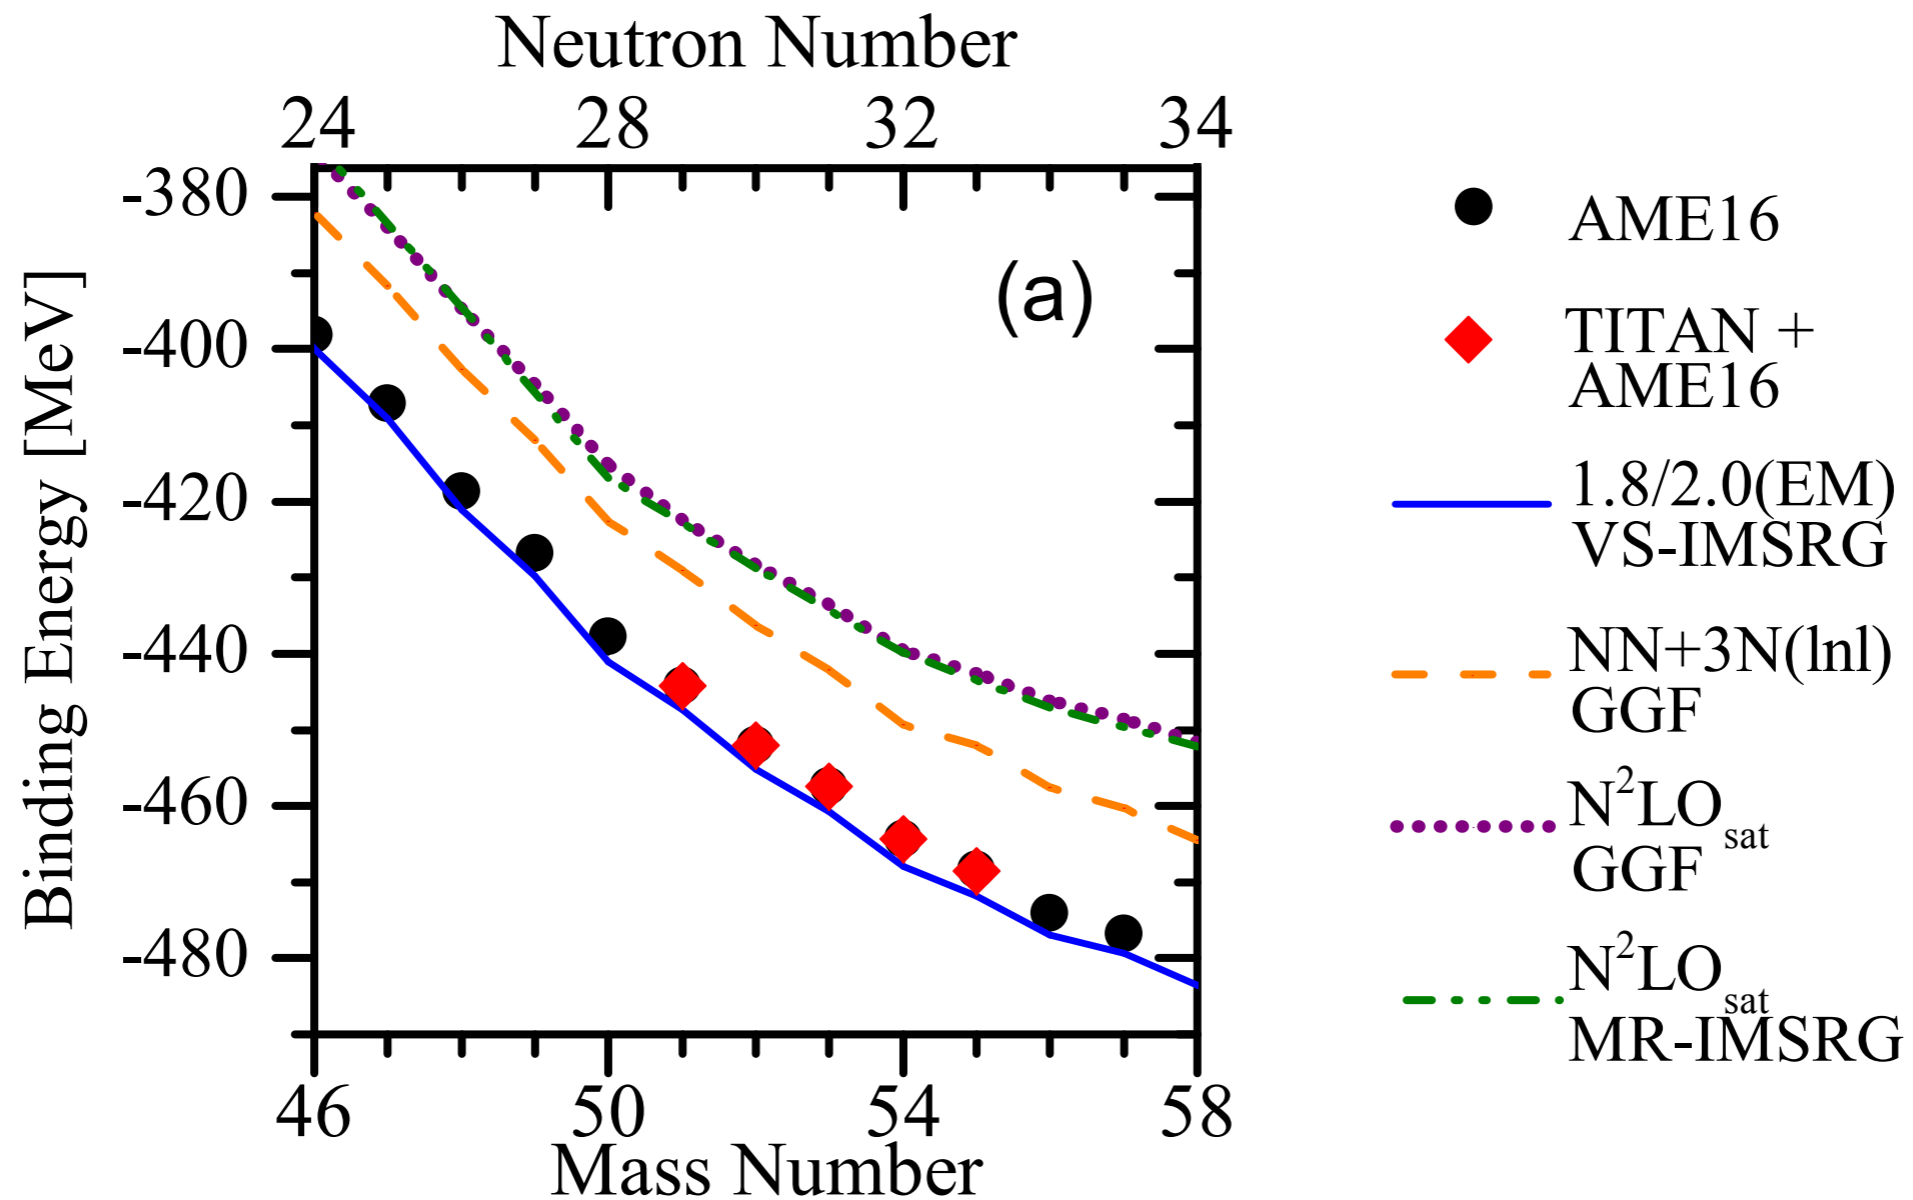 Neutron Number
24 28 32 34
-380
-400
-420
-440
-460
-480
Binding Energy [MeV]
(a)
46 50 54 58
Mass Number
AME16
TITAN +
AME16
1.8/2.0(EM)
VS-IMSRG
NN+3N(lnl)
GGF
N²LO_sat
GGF
N²LO_sat
MR-IMSRG